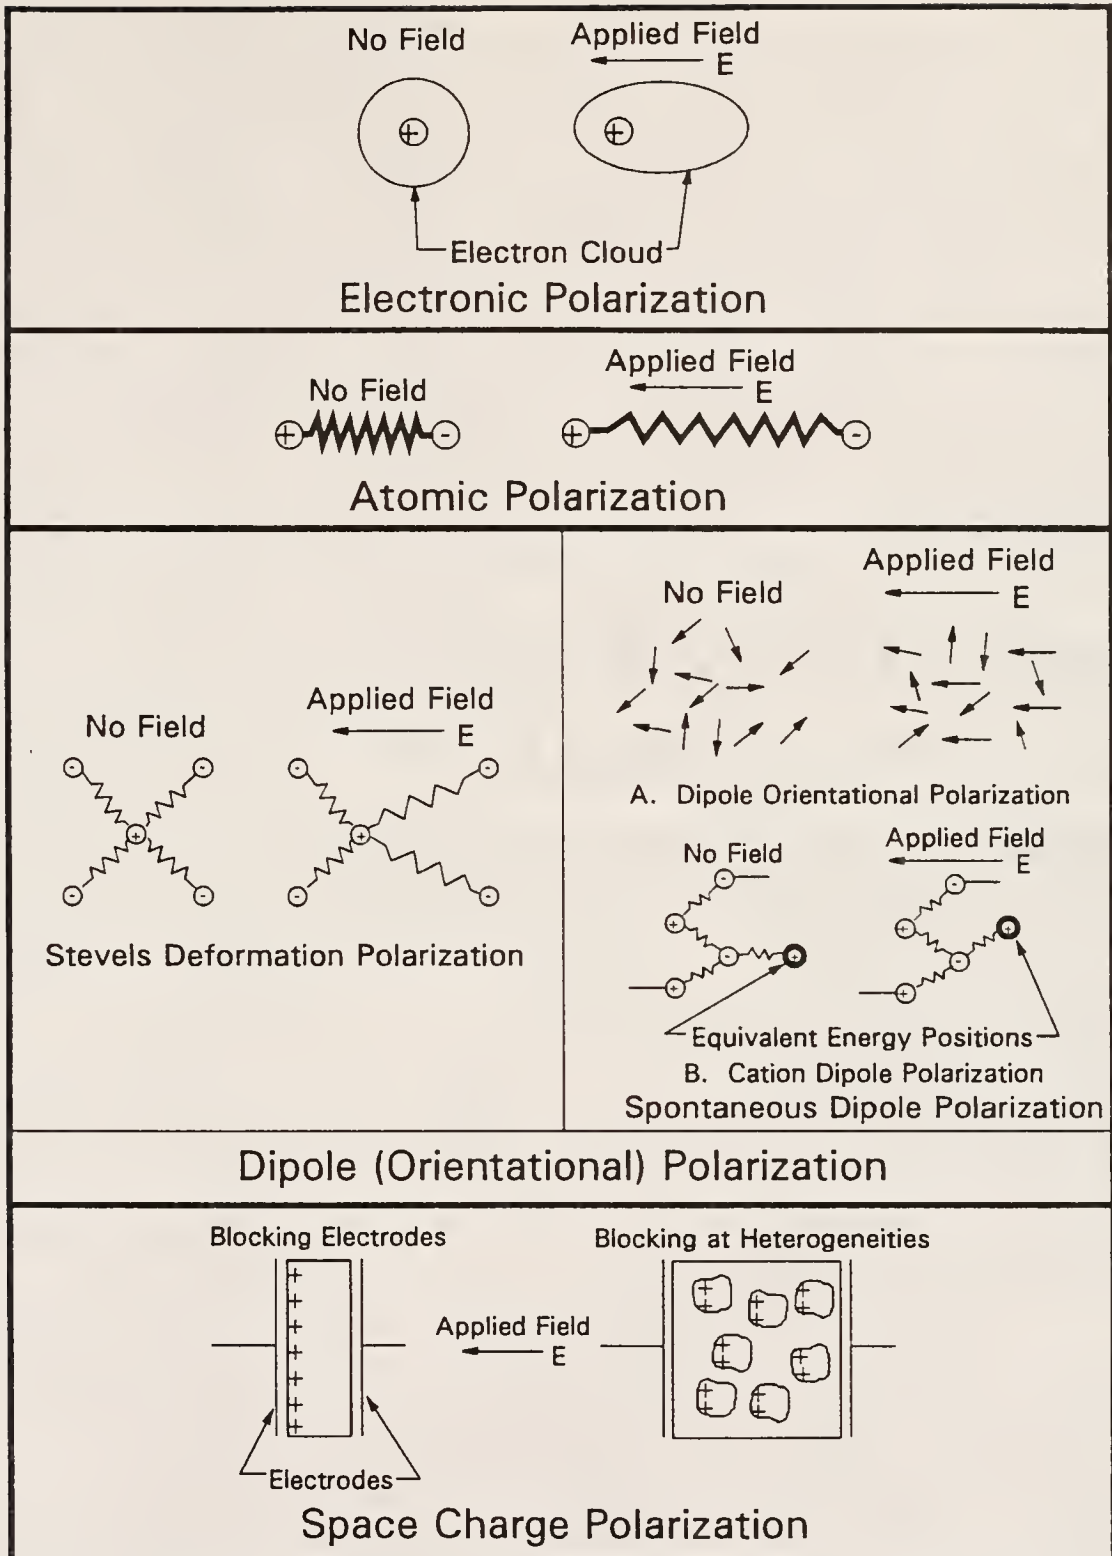 No Field
Applied Field
E
+
+
Electron Cloud
Electronic Polarization
No Field
Applied Field
E
+
-
+
-
Atomic Polarization
No Field
Applied Field
E
-
-
-
-
+
+
-
-
-
-
Stevels Deformation Polarization
No Field
Applied Field
E
A. Dipole Orientational Polarization
No Field
Applied Field
E
-
-
+
+
+
-
+
-
+
+
Equivalent Energy Positions
B. Cation Dipole Polarization
Spontaneous Dipole Polarization
Dipole (Orientational) Polarization
Blocking Electrodes
Blocking at Heterogeneities
+
+
+
+
+
+
+
Applied Field
E
+ +
+ +
+ +
+ +
+ +
+ +
+ +
Electrodes
Space Charge Polarization